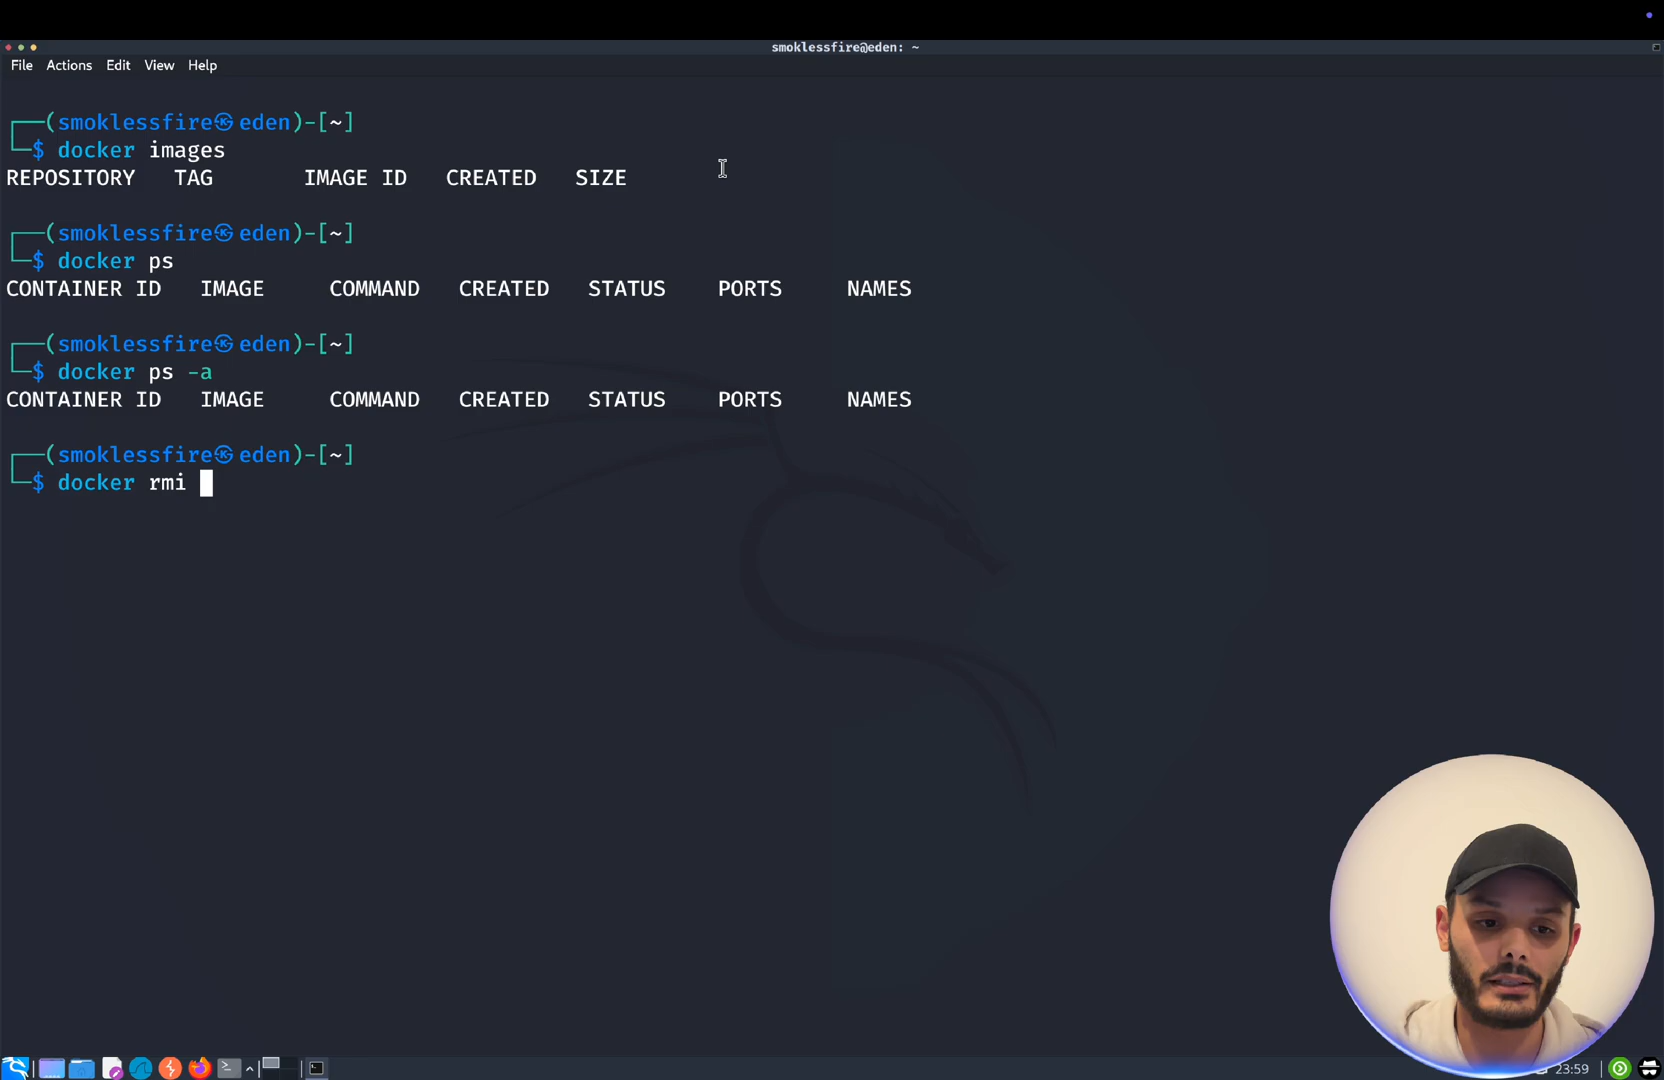 smoklessfire@eden: ~
File Actions Edit View Help
┌──(smoklessfire㉿eden)-[~]
└─$ docker images
REPOSITORY TAG IMAGE ID CREATED SIZE
┌──(smoklessfire㉿eden)-[~]
└─$ docker ps
CONTAINER ID IMAGE COMMAND CREATED STATUS PORTS NAMES
┌──(smoklessfire㉿eden)-[~]
└─$ docker ps -a
CONTAINER ID IMAGE COMMAND CREATED STATUS PORTS NAMES
┌──(smoklessfire㉿eden)-[~]
└─$ docker rmi
23:59